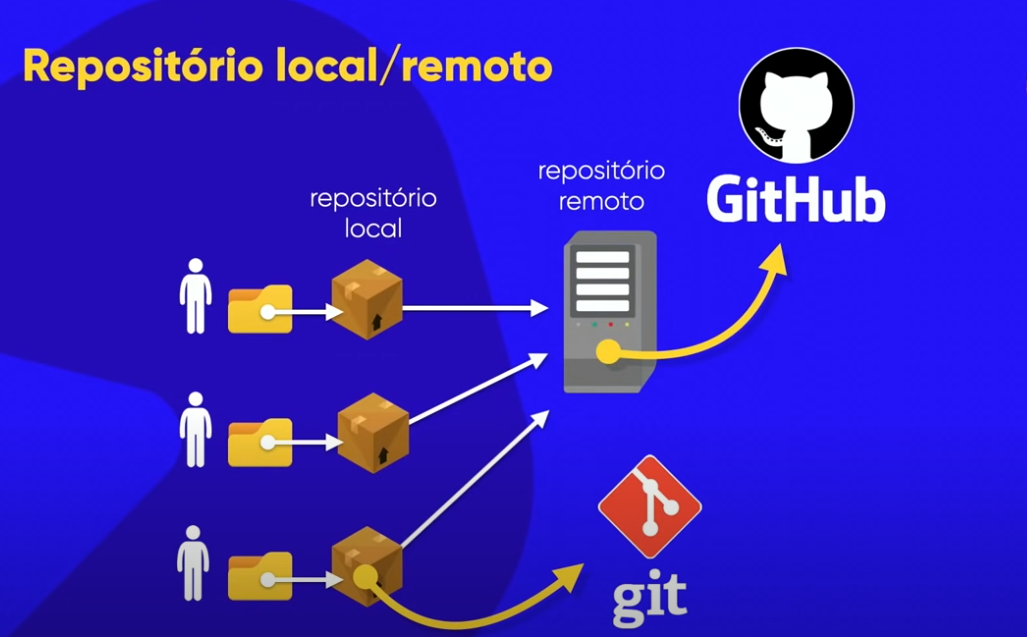 Repositório local/remoto
GitHub
repositório
remoto
repositório
local
git